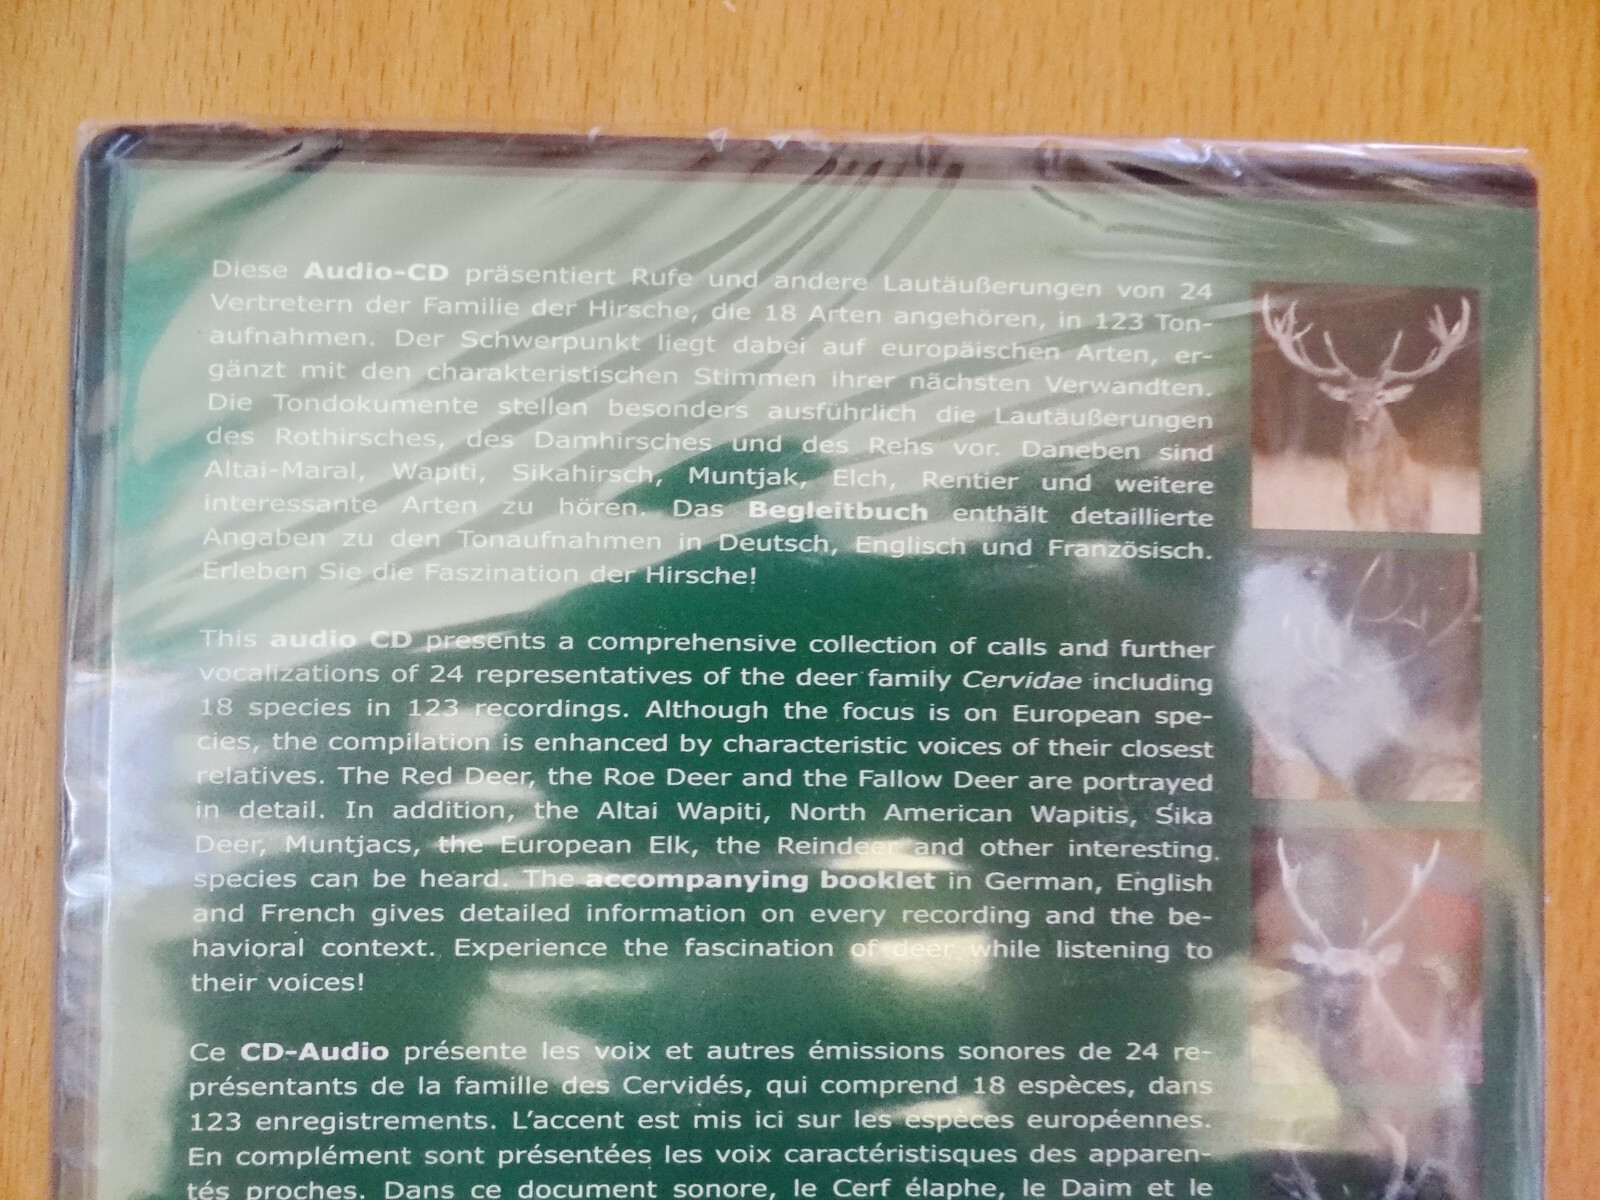 Diese Audio-CD präsentiert Rufe und andere Lautäußerungen von 24
Vertretern der Familie der Hirsche, die 18 Arten angehören, in 123 Ton-
aufnahmen. Der Schwerpunkt liegt dabei auf europäischen Arten, er-
gänzt mit den charakteristischen Stimmen ihrer nächsten Verwandten.
Die Tondokumente stellen besonders ausführlich die Lautäußerungen
des Rothirsches, des Damhirsches und des Rehs vor. Daneben sind
Altai-Maral, Wapiti, Sikahirsch, Muntjak, Elch, Rentier und weitere
interessante Arten zu hören. Das Begleitbuch enthält detaillierte
Angaben zu den Tonaufnahmen in Deutsch, Englisch und Französisch.
Erleben Sie die Faszination der Hirsche!
This audio CD presents a comprehensive collection of calls and further
vocalizations of 24 representatives of the deer family Cervidae including
18 species in 123 recordings. Although the focus is on European spe-
cies, the compilation is enhanced by characteristic voices of their closest
relatives. The Red Deer, the Roe Deer and the Fallow Deer are portrayed
in detail. In addition, the Altai Wapiti, North American Wapitis, Sika
Deer, Muntjacs, the European Elk, the Reindeer and other interesting
species can be heard. The accompanying booklet in German, English
and French gives detailed information on every recording and the be-
havioral context. Experience the fascination of deer while listening to
their voices!
Ce CD-Audio présente les voix et autres émissions sonores de 24 re-
présentants de la famille des Cervidés, qui comprend 18 espèces, dans
123 enregistrements. L'accent est mis ici sur les espèces européennes.
En complément sont présentées les voix caractéristisques des apparen-
tés proches. Dans ce document sonore, le Cerf élaphe, le Daim et le